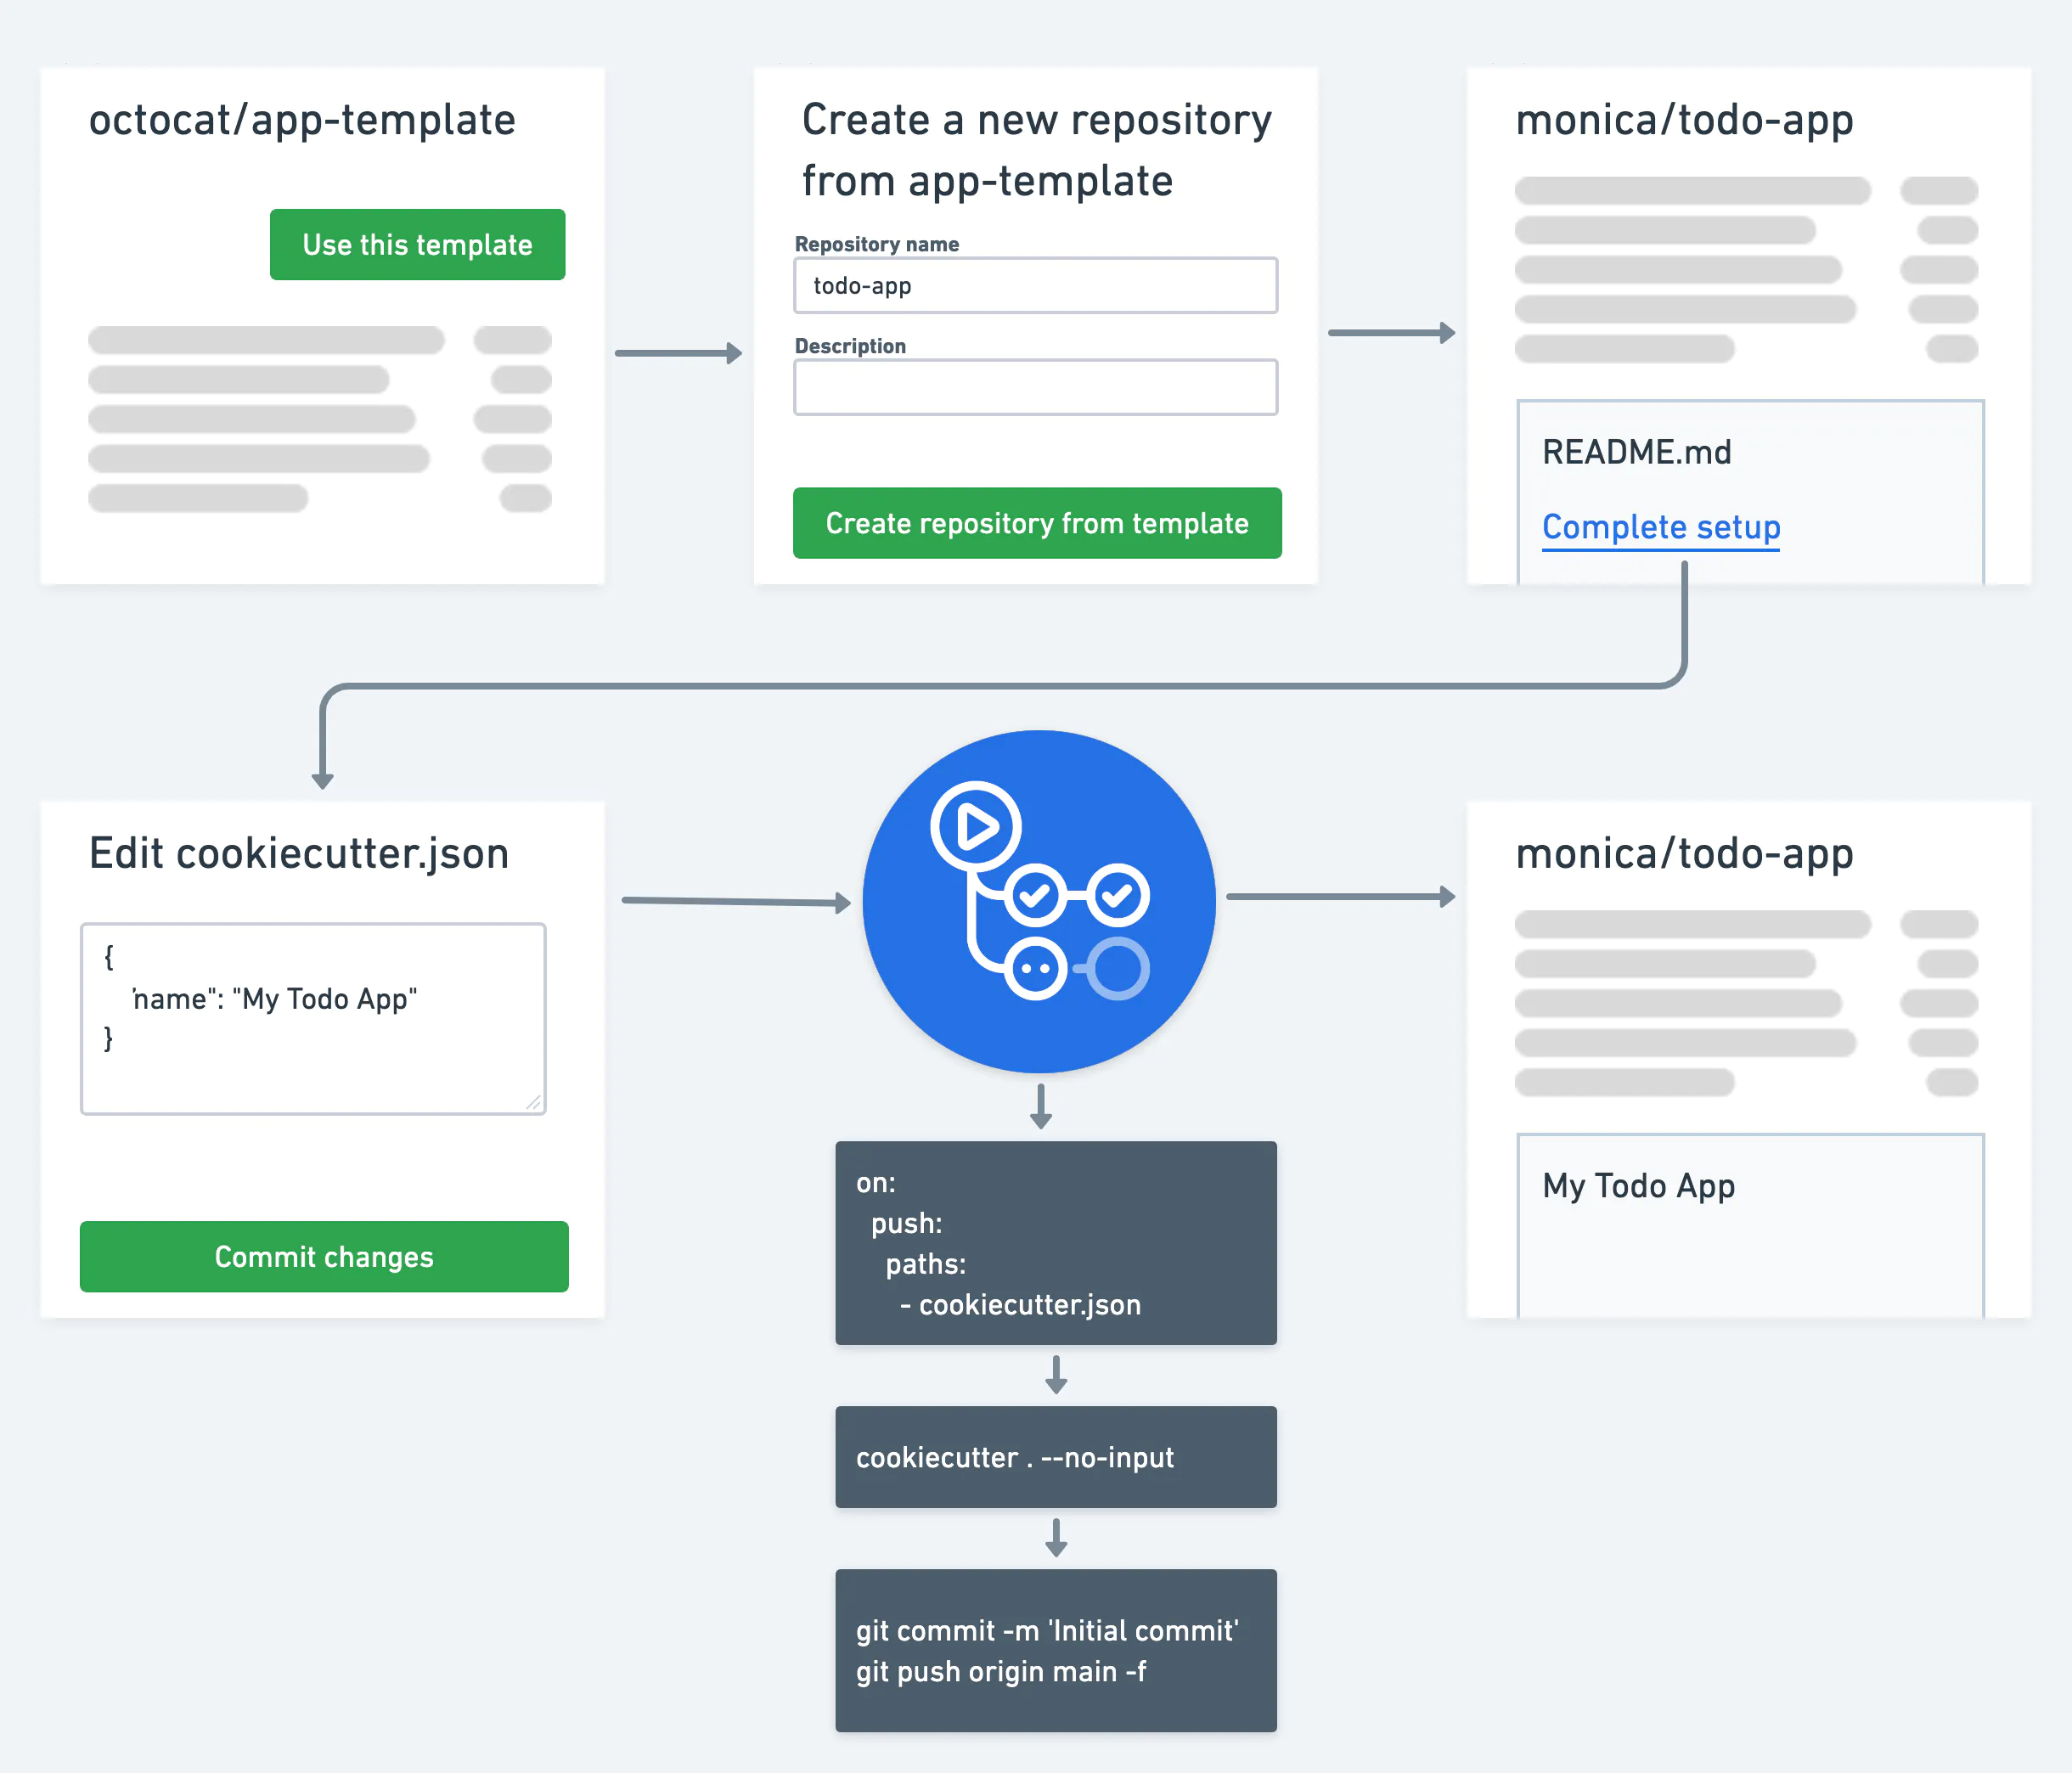 octocat/app-template
Use this template
Create a new repository
from app-template
Repository name
todo-app
Description
Create repository from template
monica/todo-app
README.md
Complete setup
Edit cookiecutter.json
{
'name": "My Todo App"
}
Commit changes
on:
push:
paths:
- cookiecutter.json
cookiecutter . --no-input
git commit -m 'Initial commit'
git push origin main -f
monica/todo-app
My Todo App